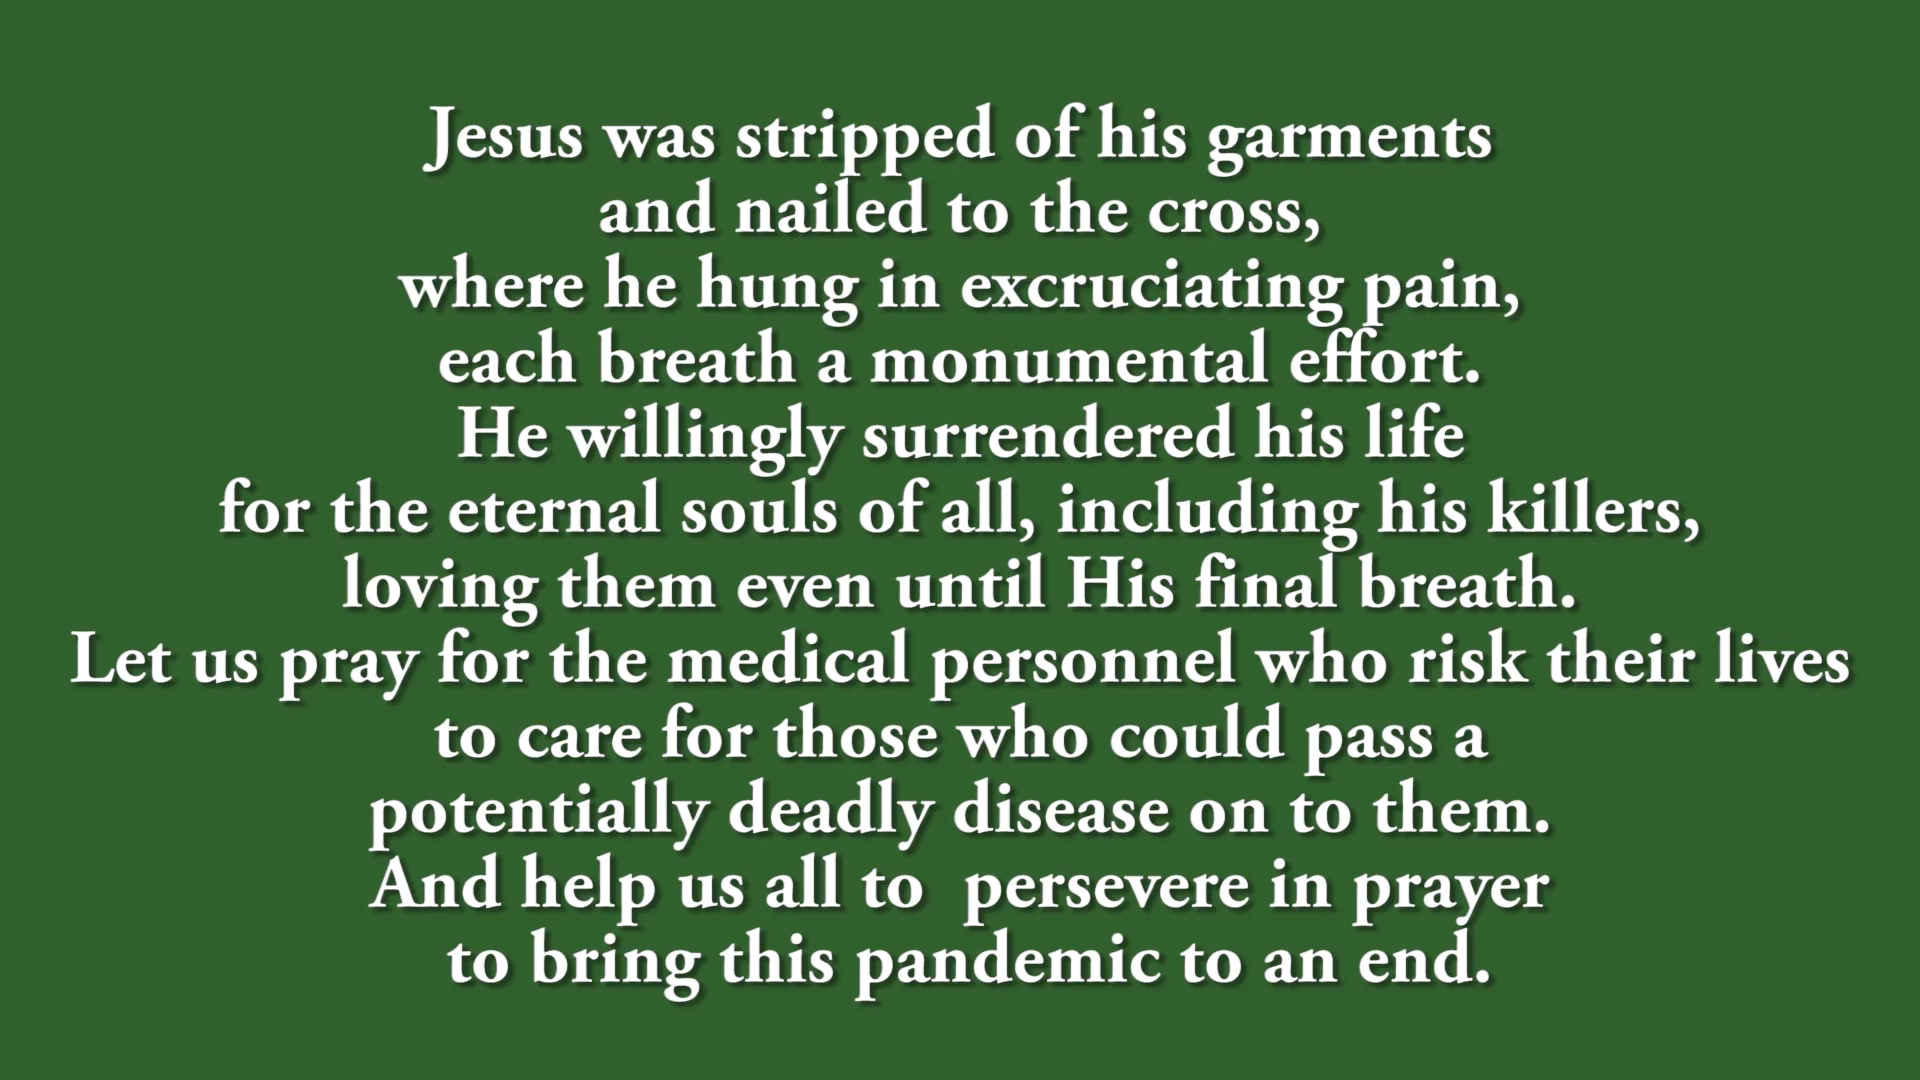 Jesus was stripped of his garments
and nailed to the cross,
where he hung in excruciating pain,
each breath a monumental effort.
He willingly surrendered his life
for the eternal souls of all, including his killers,
loving them even until His final breath.
Let us pray for the medical personnel who risk their lives
to care for those who could pass a
potentially deadly disease on to them.
And help us all to  persevere in prayer
to bring this pandemic to an end.